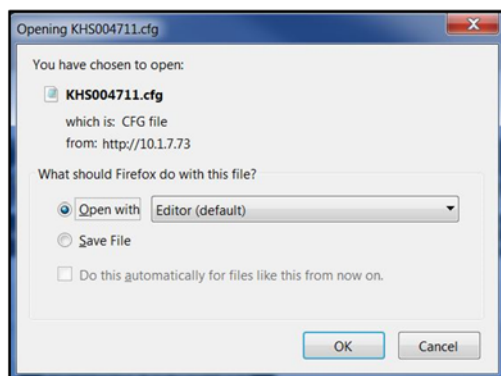 Opening KHS004711.cfg
You have chosen to open:
KHS004711.cfg
which is: CFG file
from: http://10.1.7.73
What should Firefox do with this file?
Open with Editor (default)
Save File
Do this automatically for files like this from now on.
OK Cancel